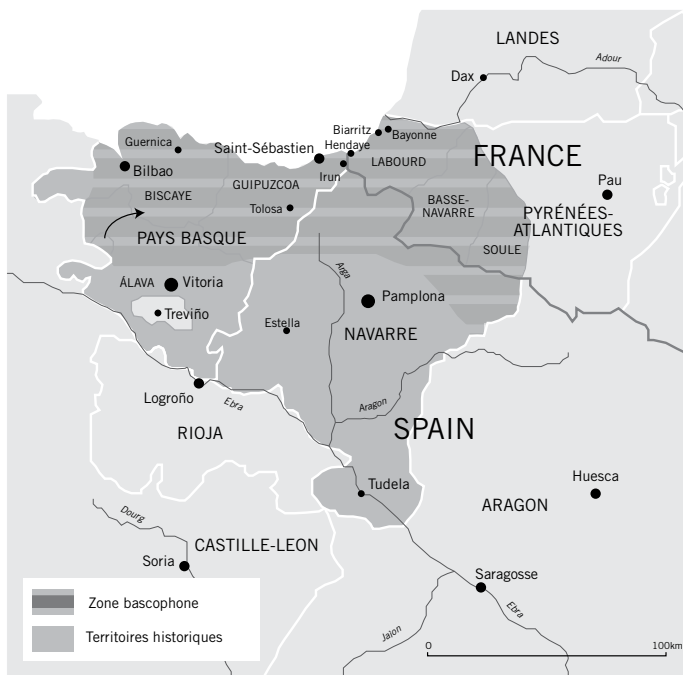 LANDES
Adour
Dax
Biarritz
Bayonne
Guernica
Saint-Sébastien
Hendaye
FRANCE
Bilbao
Irun
LABOURD
Pau
BISCAYE
GUIPUZCOA
Tolosa
BASSE-
NAVARRE
PYRÉNÉES-
ATLANTIQUES
PAYS BASQUE
SOULE
Arga
ÁLAVA
Vitoria
Pamplona
Treviño
Estella
NAVARRE
Logroño
Ebra
Aragon
RIOJA
SPAIN
Tudela
Huesca
ARAGON
Dourg
CASTILLE-LEON
Soria
Saragosse
Ebra
Jalon
Zone bascophone
Territoires historiques
0
100km